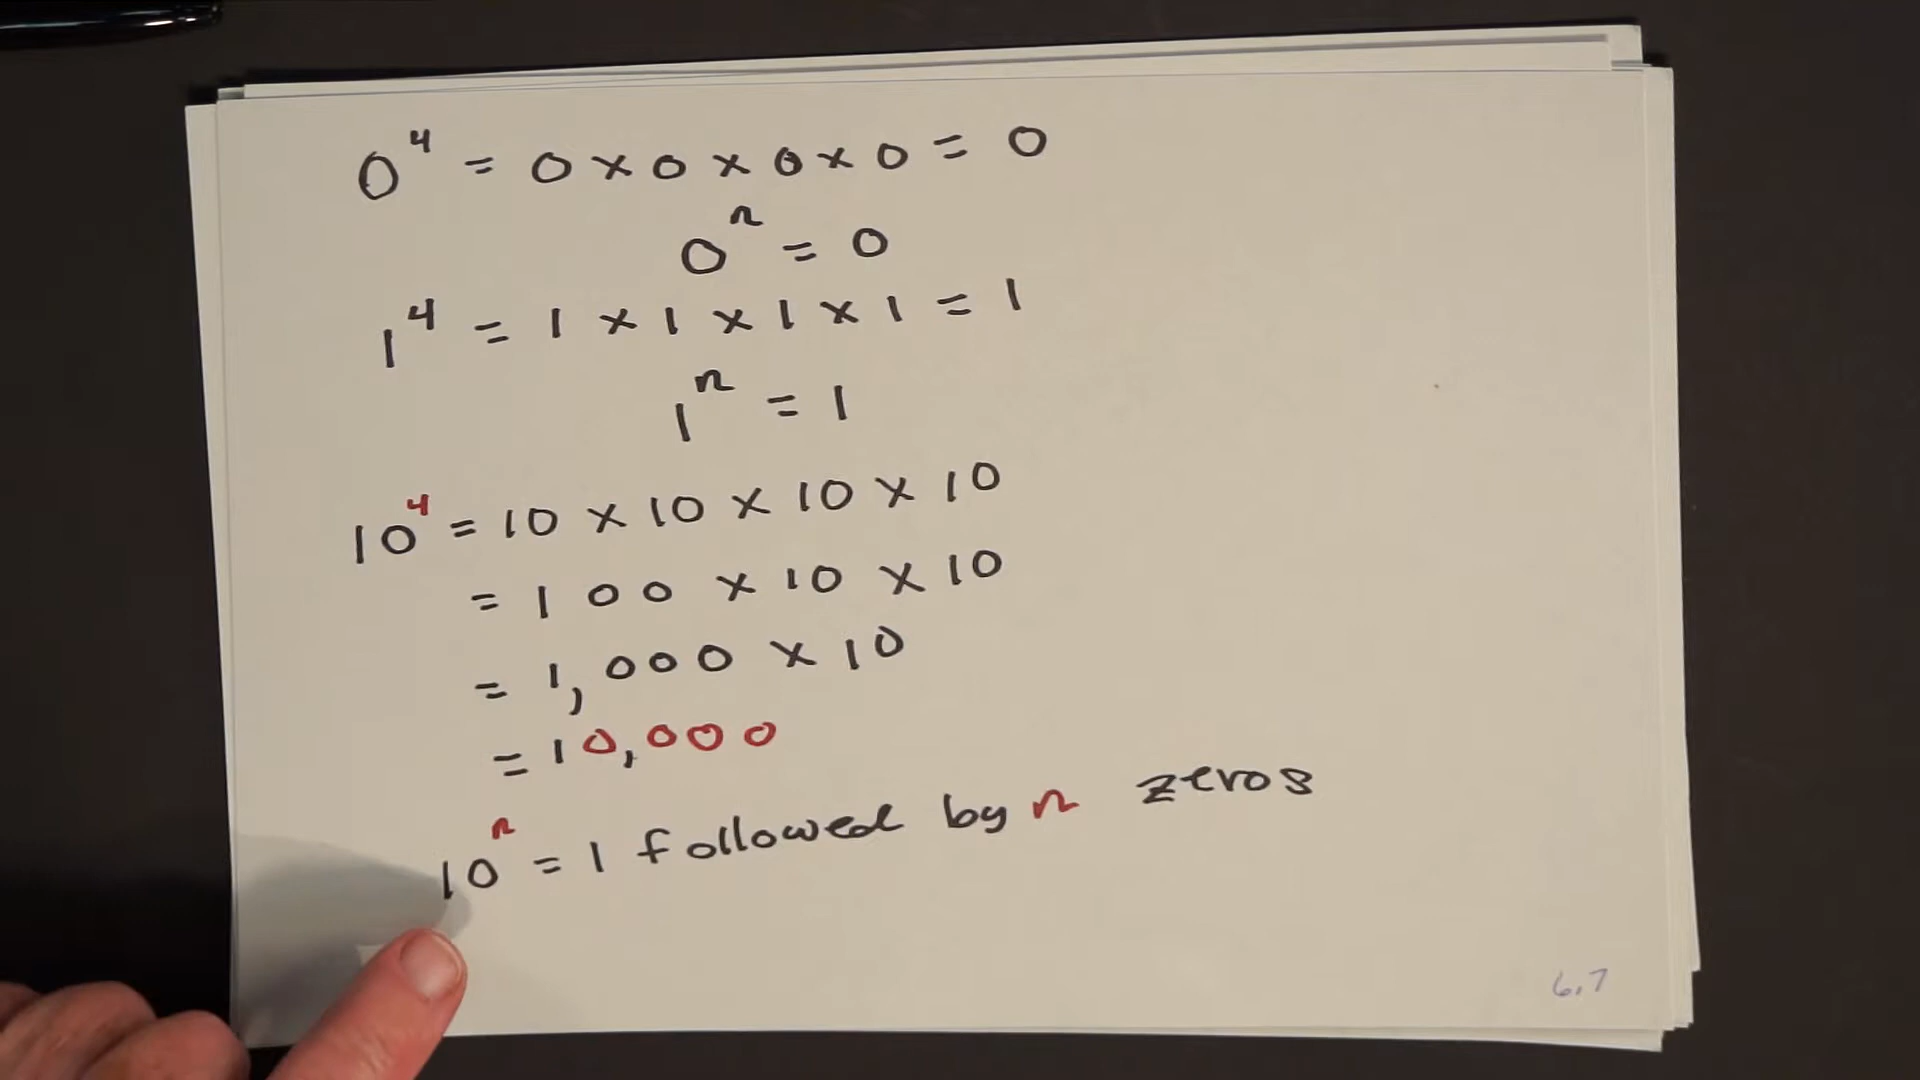 0⁴ = 0 × 0 × 0 × 0 = 0
0ⁿ = 0
1⁴ = 1 × 1 × 1 × 1 = 1
1ⁿ = 1
10⁴ = 10 × 10 × 10 × 10
= 100 × 10 × 10
= 1,000 × 10
= 10,000
10ⁿ = 1 followed by n zeros
6.7